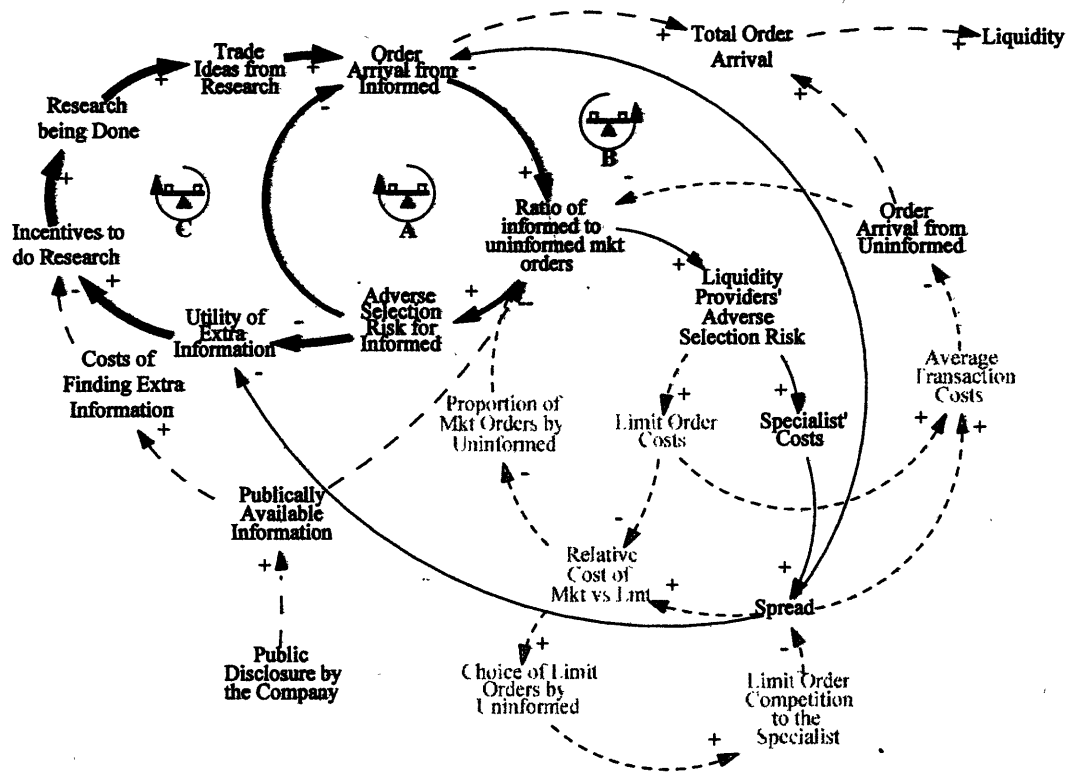 Total Order
Arrival
Liquidity
+
+
Trade
Ideas from
Research
+
Order
Arrival from
Informed
+
-
-
+
Research
being Done
+
B
C
A
+
-
Incentives to
do Research
+
-
Ratio of
informed to
uninformed mkt
orders
+
Order
Arrival from
Uninformed
-
Liquidity
Providers'
Adverse
Selection Risk
+
-
Adverse
Selection
Risk for
Informed
-
Utility of
Extra
Information
-
+
Costs of
Finding Extra
Information
+
Proportion of
Mkt Orders by
Uninformed
-
Limit Order
Costs
+
Specialist'
Costs
+
Average
Transaction
Costs
+
+
Publically
Available
Information
+
-
Relative
Cost of
Mkt vs Lmt
+
+
Spread
-
+
Public
Disclosure by
the Company
Choice of Limit
Orders by
Uninformed
+
Limit Order
Competition
to the
Specialist